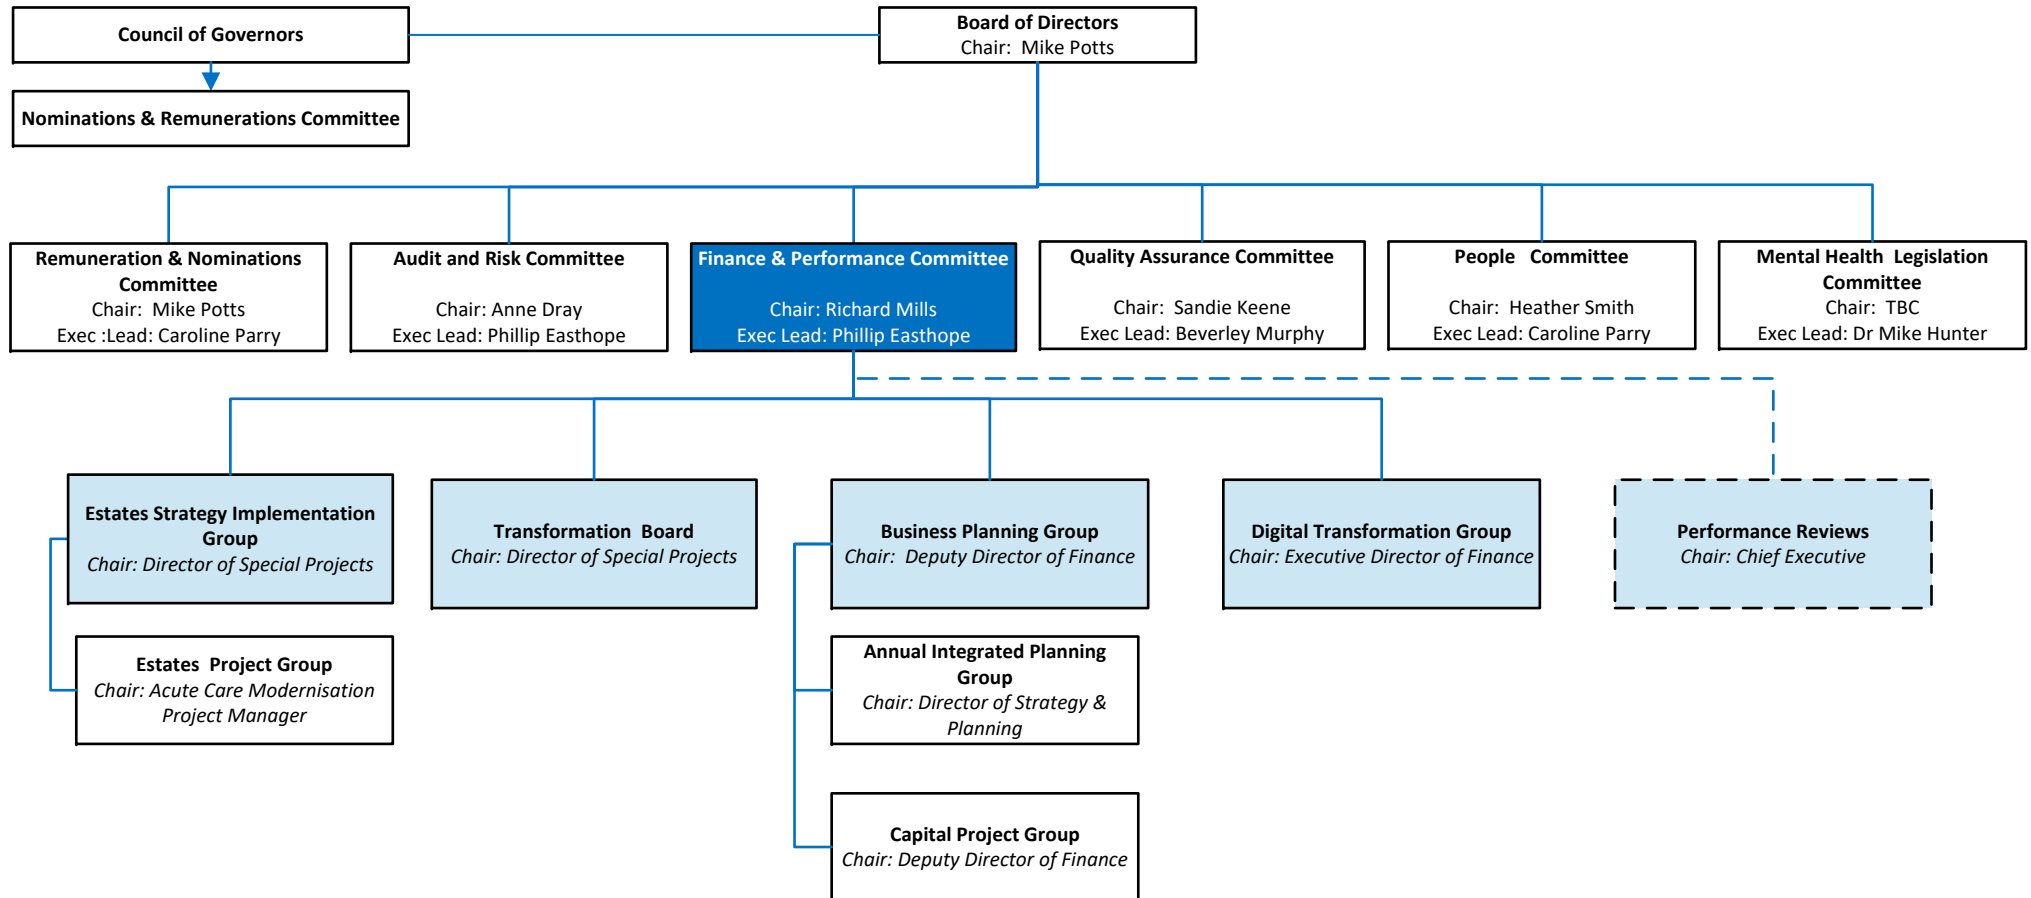 Council of Governors
Board of Directors
Chair: Mike Potts
Nominations & Remunerations Committee
Remuneration & Nominations
Committee
Chair: Mike Potts
Exec :Lead: Caroline Parry
Audit and Risk Committee
Chair: Anne Dray
Exec Lead: Phillip Easthope
Finance & Performance Committee
Chair: Richard Mills
Exec Lead: Phillip Easthope
Quality Assurance Committee
Chair: Sandie Keene
Exec Lead: Beverley Murphy
People Committee
Chair: Heather Smith
Exec Lead: Caroline Parry
Mental Health Legislation
Committee
Chair: TBC
Exec Lead: Dr Mike Hunter
Estates Strategy Implementation
Group
Chair: Director of Special Projects
Transformation Board
Chair: Director of Special Projects
Business Planning Group
Chair: Deputy Director of Finance
Digital Transformation Group
Chair: Executive Director of Finance
Performance Reviews
Chair: Chief Executive
Estates Project Group
Chair: Acute Care Modernisation
Project Manager
Annual Integrated Planning
Group
Chair: Director of Strategy &
Planning
Capital Project Group
Chair: Deputy Director of Finance